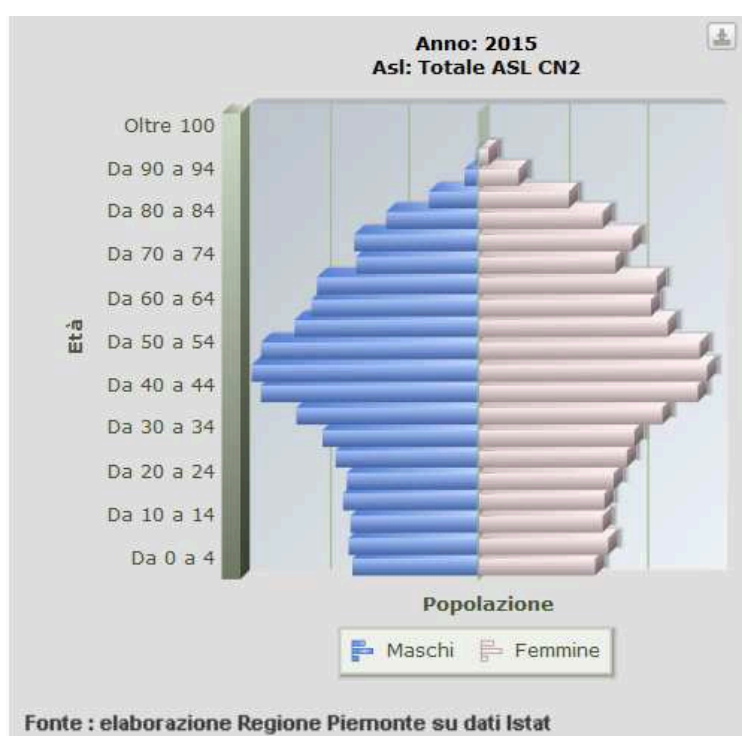 Anno: 2015
Asl: Totale ASL CN2
Oltre 100
Da 90 a 94
Da 80 a 84
Da 70 a 74
Da 60 a 64
Da 50 a 54
Da 40 a 44
Da 30 a 34
Da 20 a 24
Da 10 a 14
Da 0 a 4
Età
Popolazione
Maschi Femmine
Fonte : elaborazione Regione Piemonte su dati Istat